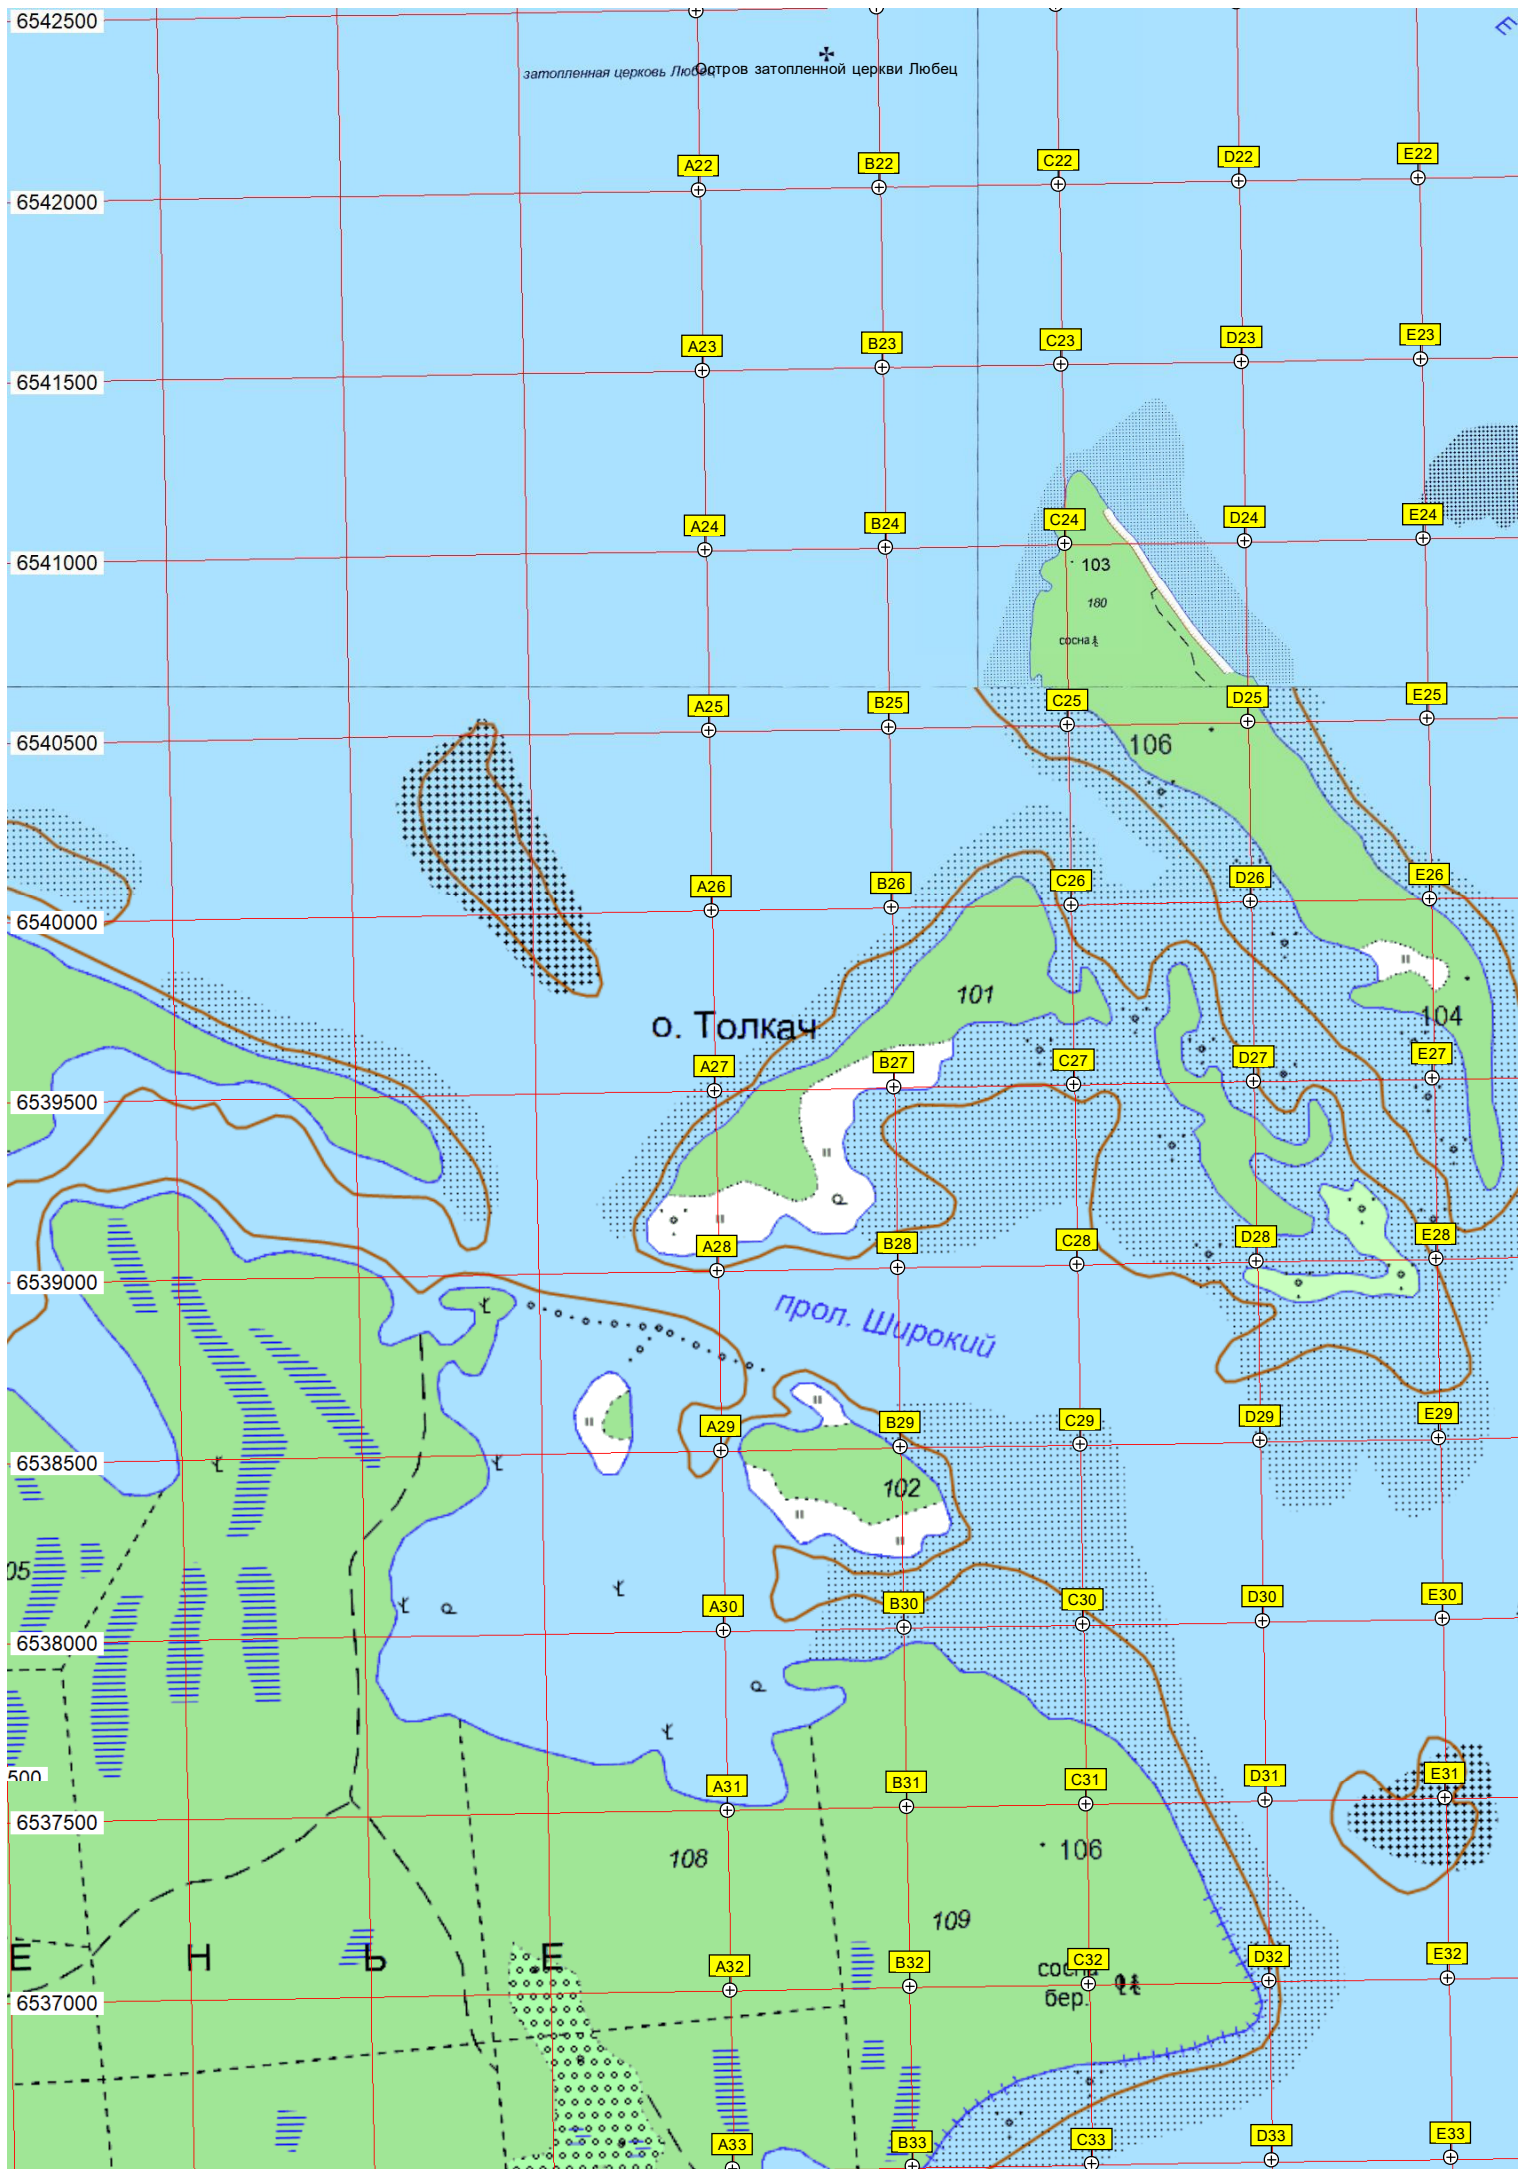 6542500
затопленная церковь Любец
Остров затопленной церкви Любец
A22 B22 C22 D22 E22
6542000
A23 B23 C23 D23 E23
6541500
A24 B24 C24 D24 E24
6541000
103
180
сосна
A25 B25 C25 D25 E25
6540500
106
A26 B26 C26 D26 E26
6540000
101
о. Толкач
104
A27 B27 C27 D27 E27
6539500
A28 B28 C28 D28 E28
6539000
прол. Широкий
A29 B29 C29 D29 E29
6538500
102
05
A30 B30 C30 D30 E30
6538000
500
A31 B31 C31 D31 E31
6537500
108
106
109
Е Н Ь Е
A32 B32 C32 D32 E32
сосна
бер.
6537000
A33 B33 C33 D33 E33